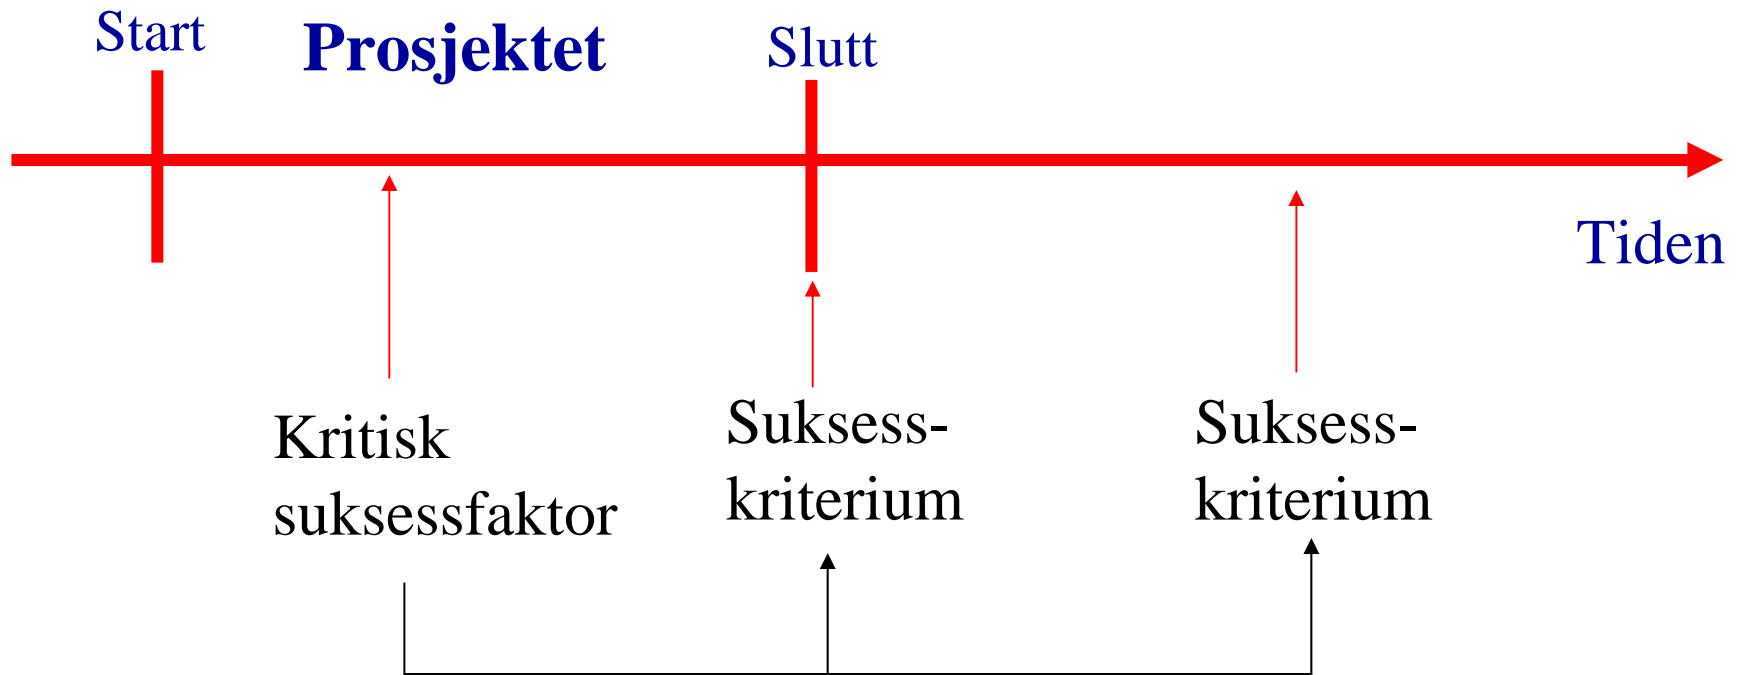 Start
Prosjektet
Slutt
Tiden
Kritisk
suksessfaktor
Suksess-
kriterium
Suksess-
kriterium